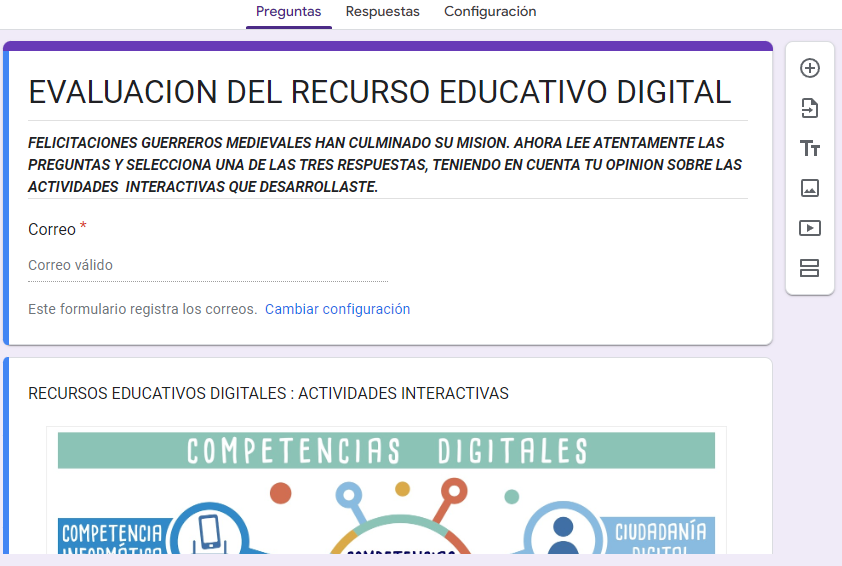 Preguntas Respuestas Configuración
EVALUACION DEL RECURSO EDUCATIVO DIGITAL
FELICITACIONES GUERREROS MEDIEVALES HAN CULMINADO SU MISION. AHORA LEE ATENTAMENTE LAS
PREGUNTAS Y SELECCIONA UNA DE LAS TRES RESPUESTAS, TENIENDO EN CUENTA TU OPINION SOBRE LAS
ACTIVIDADES  INTERACTIVAS QUE DESARROLLASTE.
Correo *
Correo válido
Este formulario registra los correos. Cambiar configuración
RECURSOS EDUCATIVOS DIGITALES : ACTIVIDADES INTERACTIVAS
COMPETENCIAS DIGITALES
COMPETENCIA
INFORMÁTICA
COMPETENCIAS
CIUDADANÍA
DIGITAL